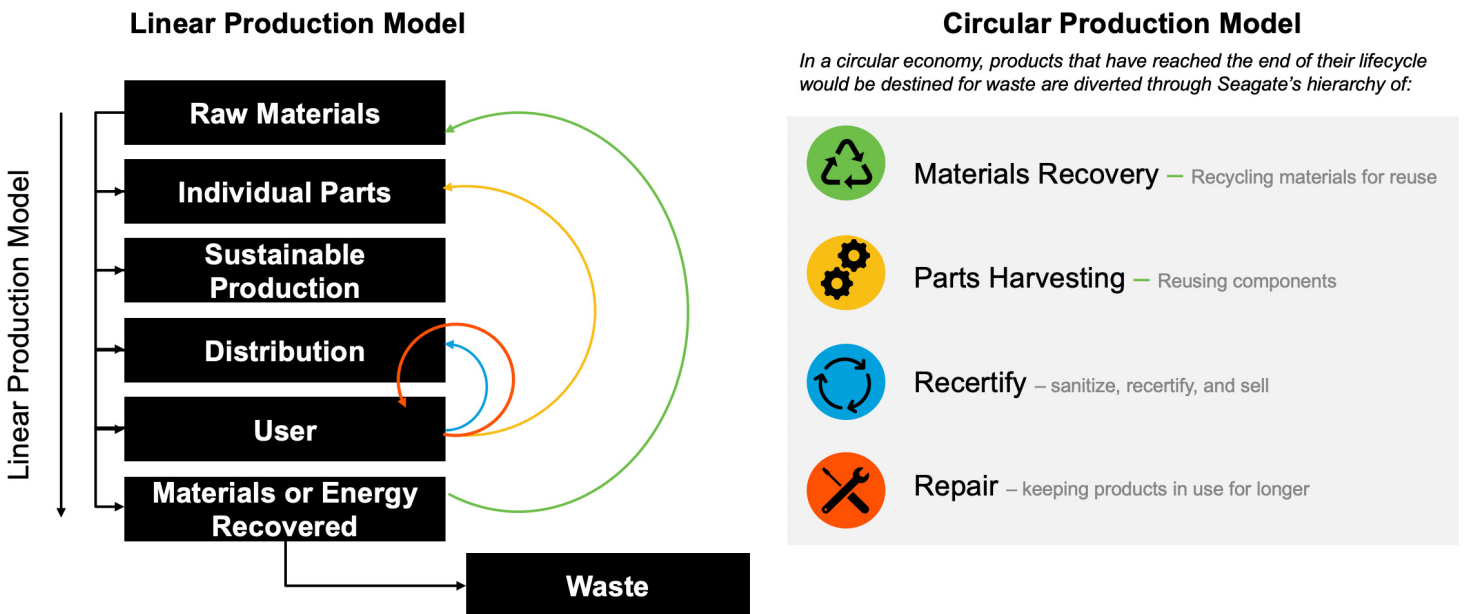 Linear Production Model
Linear Production Model
Raw Materials
Individual Parts
Sustainable
Production
Distribution
User
Materials or Energy
Recovered
Waste
Circular Production Model
In a circular economy, products that have reached the end of their lifecycle
would be destined for waste are diverted through Seagate’s hierarchy of:
Materials Recovery – Recycling materials for reuse
Parts Harvesting – Reusing components
Recertify – sanitize, recertify, and sell
Repair – keeping products in use for longer